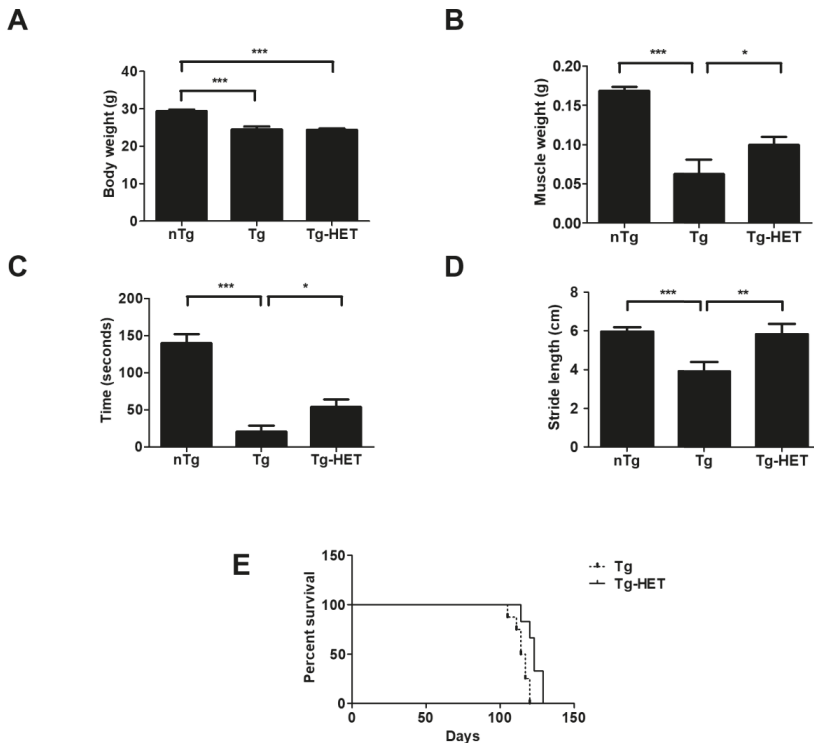 A
Body weight (g)
40
30
20
10
0
***
***
nTg Tg Tg-HET
B
Muscle weight (g)
0.20
0.15
0.10
0.05
0.00
*** *
nTg Tg Tg-HET
C
Time (seconds)
200
150
100
50
0
*** *
nTg Tg Tg-HET
D
Stride length (cm)
8
6
4
2
0
*** **
nTg Tg Tg-HET
E
Percent survival
150
100
50
0
0 50 100 150
Days
Tg
Tg-HET